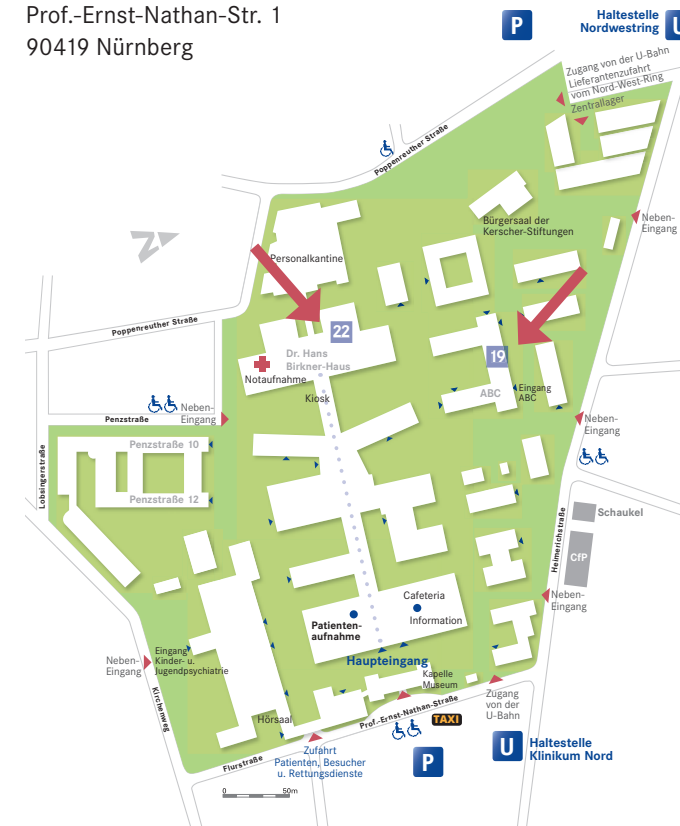 Prof.-Ernst-Nathan-Str. 1
90419 Nürnberg
P
Haltestelle
Nordwestring
U
Zugang von der U-Bahn
Lieferantenzufahrt
vom Nord-West-Ring
Zentrallager
Poppenreuther Straße
Bürgersaal der
Kerscher-Stiftungen
Neben-
Eingang
N
Personalkantine
Poppenreuther Straße
22
19
Dr. Hans
Birkner-Haus
Notaufnahme
Kiosk
ABC
Eingang
ABC
Neben-
Eingang
Penzstraße
Neben-
Eingang
Penzstraße 10
Penzstraße 12
Lobsingerstraße
Heimerichstraße
Schaukel
CfP
Neben-
Eingang
Cafeteria
Information
Patienten-
aufnahme
Haupteingang
Neben-
Eingang
Eingang
Kinder- u.
Jugendpsychiatrie
Kirchenweg
Kapelle
Museum
Zugang
von der
U-Bahn
Hörsaal
Prof.-Ernst-Nathan-Straße
TAXI
Flurstraße
Zufahrt
Patienten, Besucher
u. Rettungsdienste
P
U
Haltestelle
Klinikum Nord
0 50m